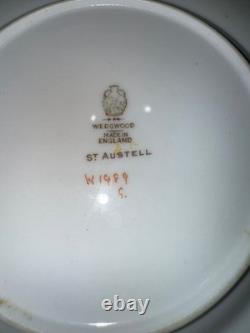 WEDGWOOD
MADE IN
ENGLAND
ST AUSTELL
W1989